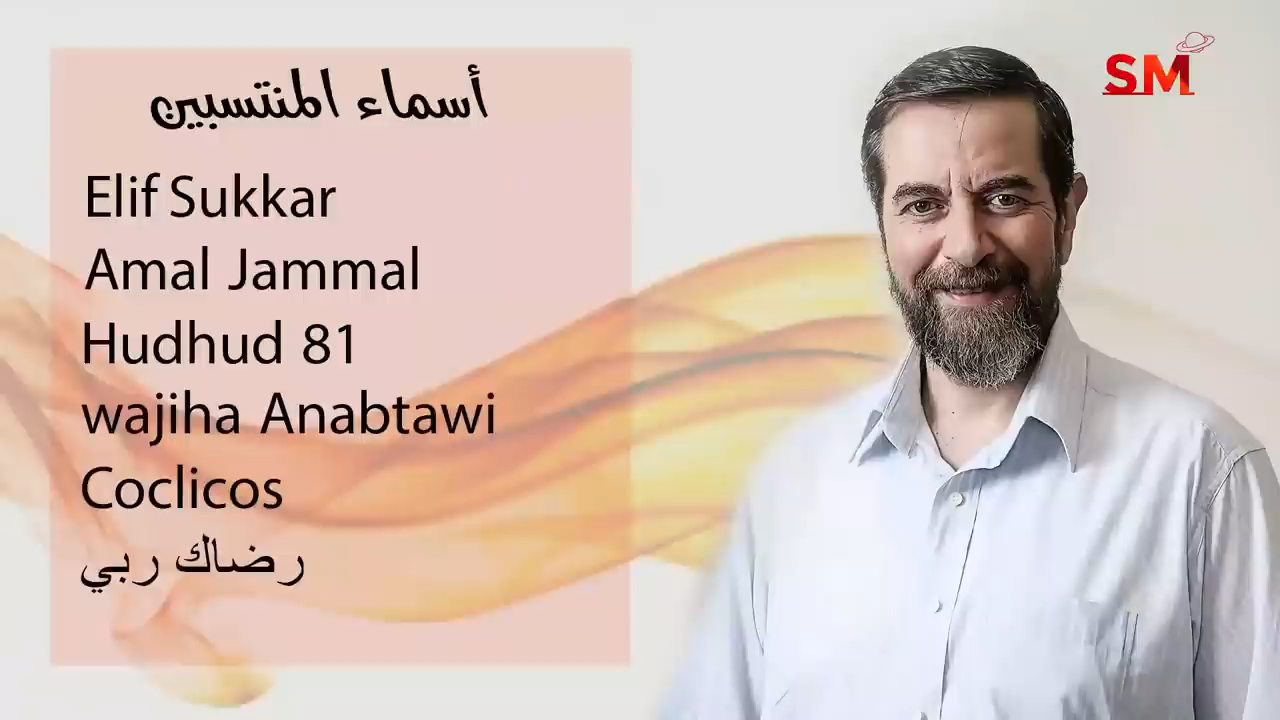 SM
أسماء المنتسبين
Elif Sukkar
Amal Jammal
Hudhud 81
wajiha Anabtawi
Coclicos
رضاك ربي